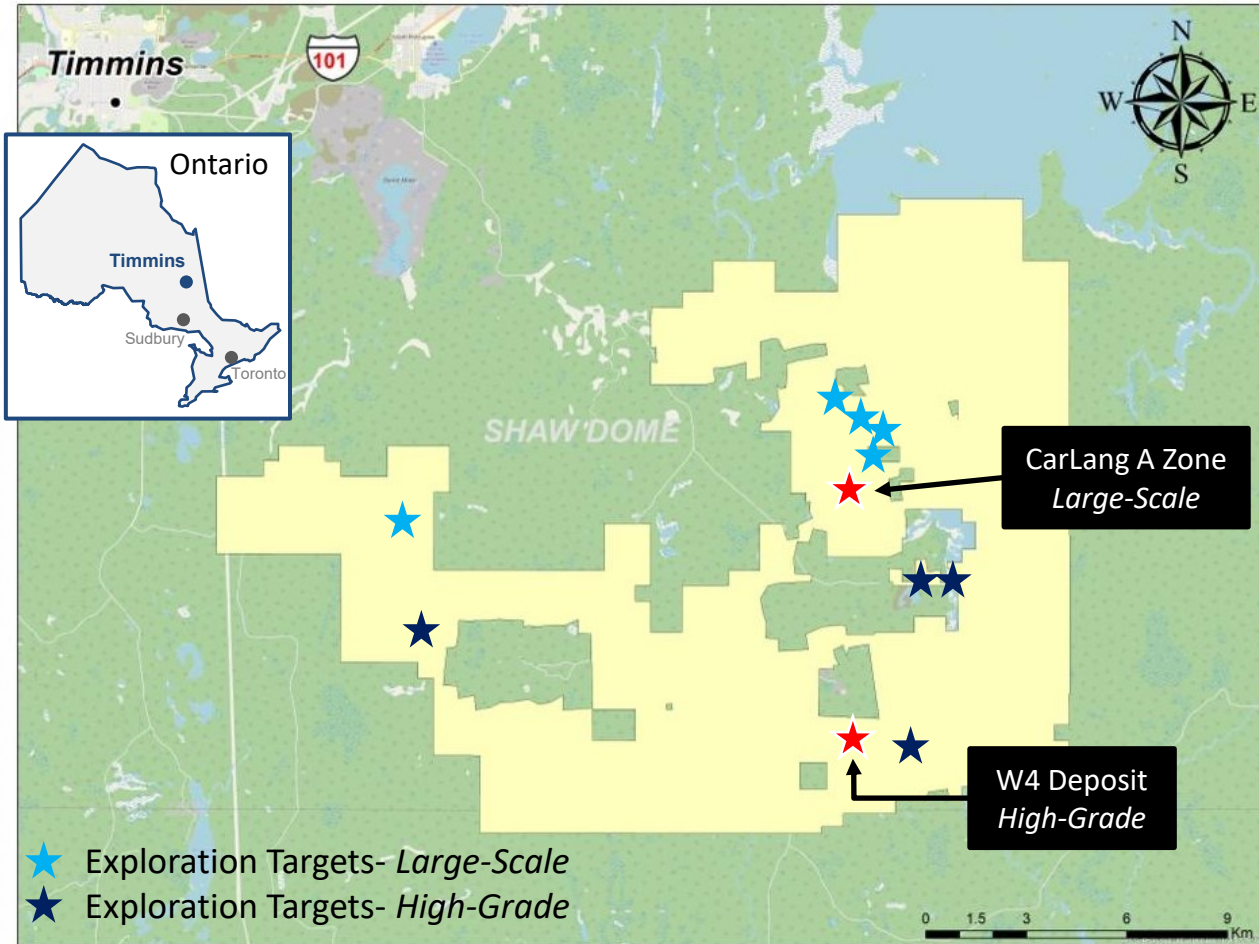 Timmins
101
N
W
E
S
Ontario
Timmins
Sudbury
Toronto
SHAW DOME
CarLang A Zone
Large-Scale
W4 Deposit
High-Grade
Exploration Targets- Large-Scale
Exploration Targets- High-Grade
0 1.5 3 6 9
Km